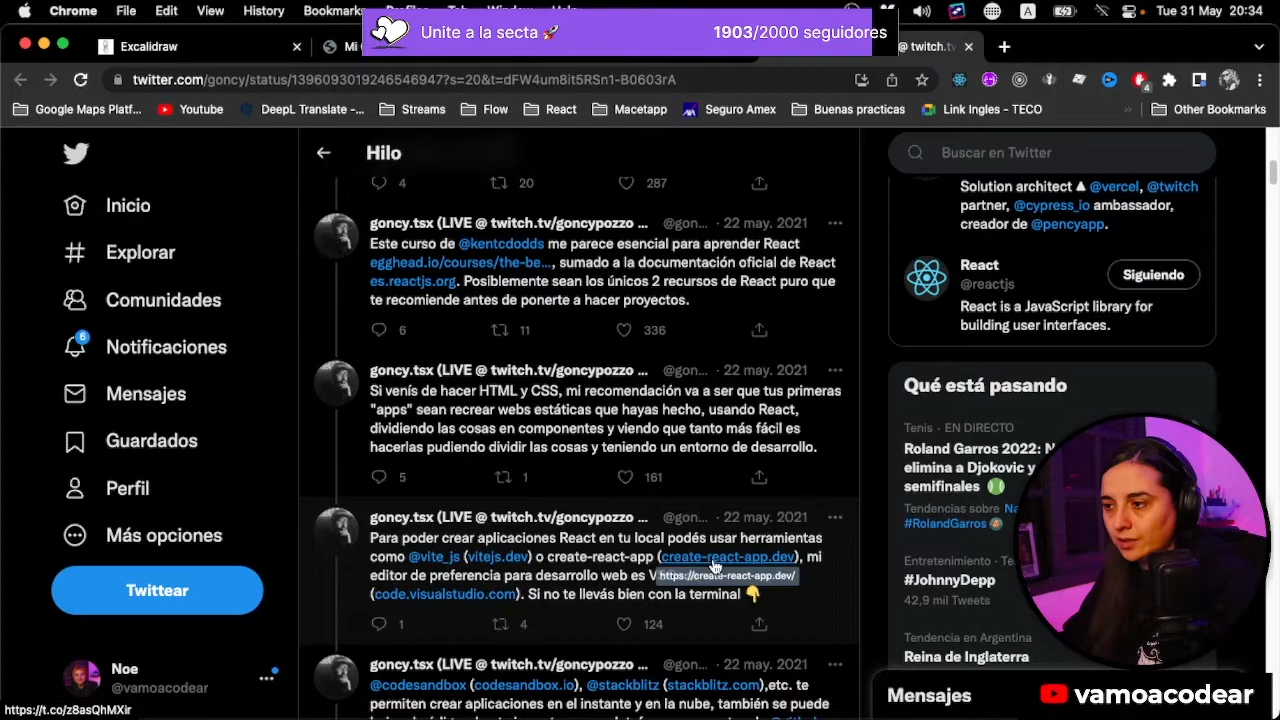 Chrome File Edit View History Bookmarks
Tue 31 May 20:34
Unite a la secta 🚀 1903/2000 seguidores
Excalidraw
Mi
@ twitch.tv
twitter.com/goncy/status/1396093019246546947?s=20&t=dFW4um8it5RSn1-B0603rA
4
Google Maps Platf... Youtube DeepL Translate -... Streams Flow React Macetapp Seguro Amex Buenas practicas Link Ingles - TECO Other Bookmarks
Inicio
Explorar
Comunidades
6
Notificaciones
Mensajes
Guardados
Perfil
Más opciones
Twittear
Noe
@vamoacodear
https://t.co/z8asQhMXir
Hilo
4 20 287
goncy.tsx (LIVE @ twitch.tv/goncypozzo ... @gon... · 22 may. 2021
Este curso de @kentcdodds me parece esencial para aprender React
egghead.io/courses/the-be..., sumado a la documentación oficial de React
es.reactjs.org. Posiblemente sean los únicos 2 recursos de React puro que
te recomiende antes de ponerte a hacer proyectos.
6 11 336
goncy.tsx (LIVE @ twitch.tv/goncypozzo ... @gon... · 22 may. 2021
Si venís de hacer HTML y CSS, mi recomendación va a ser que tus primeras
"apps" sean recrear webs estáticas que hayas hecho, usando React,
dividiendo las cosas en componentes y viendo que tanto más fácil es
hacerlas pudiendo dividir las cosas y teniendo un entorno de desarrollo.
5 1 161
goncy.tsx (LIVE @ twitch.tv/goncypozzo ... @gon... · 22 may. 2021
Para poder crear aplicaciones React en tu local podés usar herramientas
como @vite_js (vitejs.dev) o create-react-app (create-react-app.dev), mi
editor de preferencia para desarrollo web es V
https://create-react-app.dev/
(code.visualstudio.com). Si no te llevás bien con la terminal 👇
1 4 124
goncy.tsx (LIVE @ twitch.tv/goncypozzo ... @gon... · 22 may. 2021
@codesandbox (codesandbox.io), @stackblitz (stackblitz.com),etc. te
permiten crear aplicaciones en el instante y en la nube, también se puede
Buscar en Twitter
Solution architect ▲ @vercel, @twitch
partner, @cypress_io ambassador,
creador de @pencyapp.
React
@reactjs
Siguiendo
React is a JavaScript library for
building user interfaces.
Qué está pasando
Tenis · EN DIRECTO
Roland Garros 2022: N
elimina a Djokovic y
semifinales
Tendencias sobre Na
#RolandGarros
Entretenimiento · Te
#JohnnyDepp
42,9 mil Tweets
Tendencia en Argentina
Reina de Inglaterra
Mensajes
vamoacodear